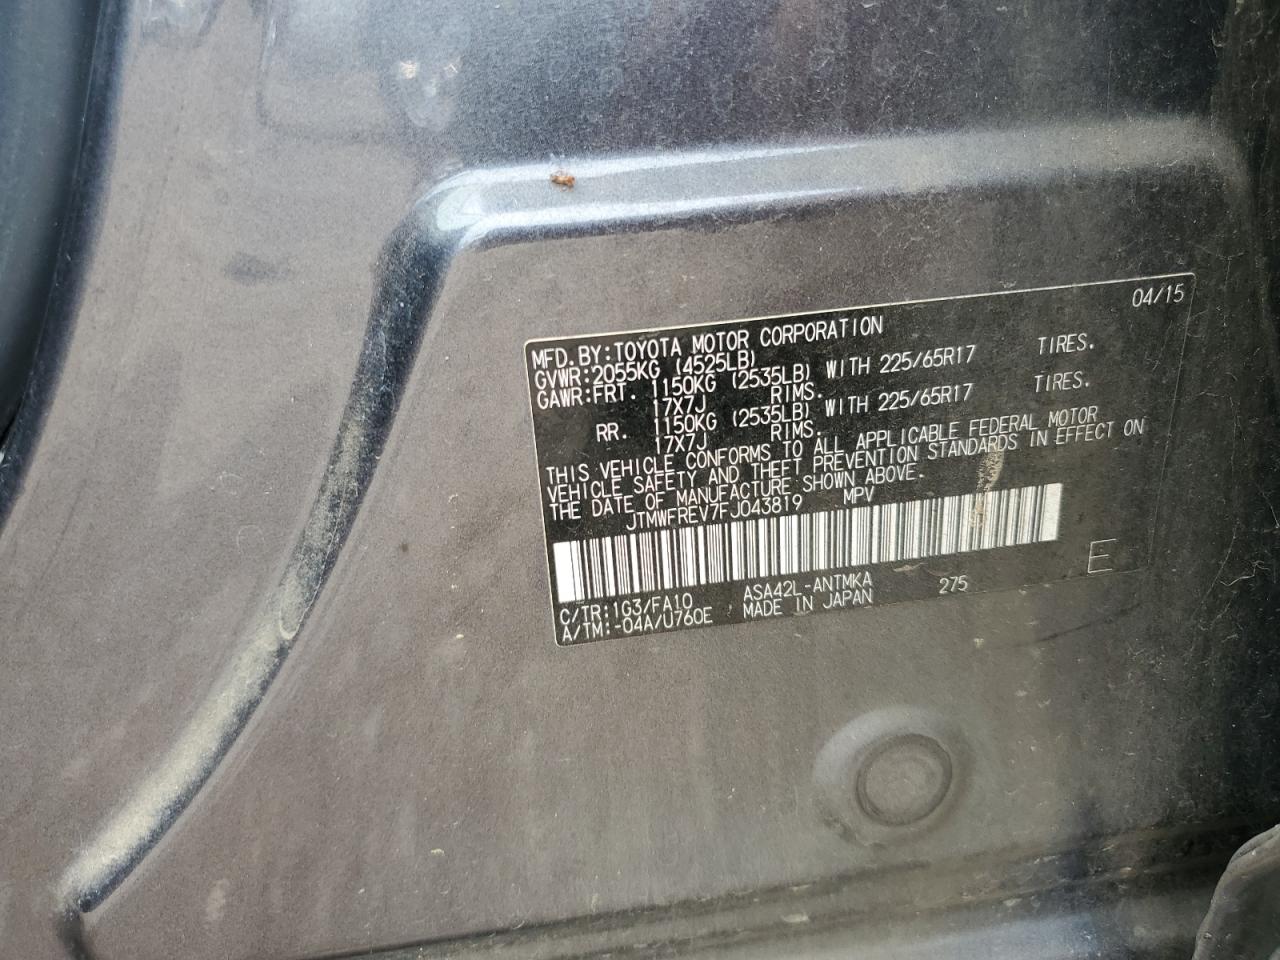 04/15
MFD.BY:TOYOTA MOTOR CORPORATION
GVWR:2055KG (4525LB)
GAWR:FRT. 1150KG (2535LB) WITH 225/65R17 TIRES.
17X7J RIMS.
RR. 1150KG (2535LB) WITH 225/65R17 TIRES.
17X7J RIMS.
THIS VEHICLE CONFORMS TO ALL APPLICABLE FEDERAL MOTOR
VEHICLE SAFETY AND THEFT PREVENTION STANDARDS IN EFFECT ON
THE DATE OF MANUFACTURE SHOWN ABOVE.
JTMWFREV7FJ043819 MPV
E
C/TR:1G3/FA10 ASA42L-ANTMKA 275
A/TM:-04A/U760E MADE IN JAPAN